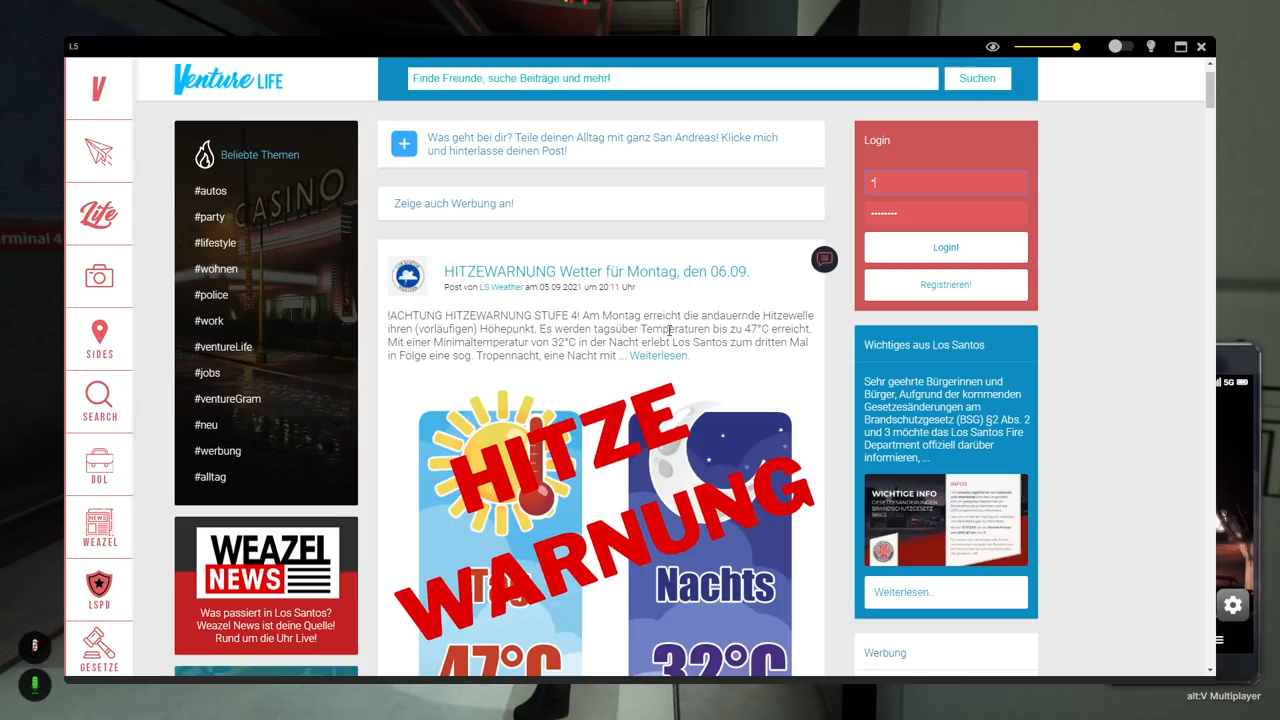 L5
Venture LIFE
Finde Freunde, suche Beiträge und mehr!
Suchen
V
Life
SIDES
SEARCH
DOL
WEAZEL
LSPD
GESETZE
CASINO
Beliebte Themen
#autos
#party
#lifestyle
#wohnen
#police
#work
#ventureLife
#jobs
#ventureGram
#neu
#werbung
#alltag
WEAZEL
NEWS
Was passiert in Los Santos?
Weazel News ist deine Quelle!
Rund um die Uhr Live!
Was geht bei dir? Teile deinen Alltag mit ganz San Andreas! Klicke mich
und hinterlasse deinen Post!
Zeige auch Werbung an!
HITZEWARNUNG Wetter für Montag, den 06.09.
Post von LS Weather am 05.09.2021 um 20:11 Uhr
!ACHTUNG HITZEWARNUNG STUFE 4! Am Montag erreicht die andauernde Hitzewelle
ihren (vorläufigen) Höhepunkt. Es werden tagsüber Temperaturen bis zu 47°C erreicht.
Mit einer Minimaltemperatur von 32°C in der Nacht erlebt Los Santos zum dritten Mal
in Folge eine sog. Tropennacht, eine Nacht mit ... Weiterlesen.
HITZE
WARNUNG
Nachts
47°C
32°C
Login
*
••••••••
Login!
Registrieren!
Wichtiges aus Los Santos
Sehr geehrte Bürgerinnen und
Bürger, Aufgrund der kommenden
Gesetzesänderungen am
Brandschutzgesetz (BSG) §2 Abs. 2
und 3 möchte das Los Santos Fire
Department offiziell darüber
informieren, ...
WICHTIGE INFO
GESETZESÄNDERUNGEN
BRANDSCHUTZGESETZ
INFOS
Weiterlesen..
Werbung
rminal 4
5G
alt:V Multiplayer